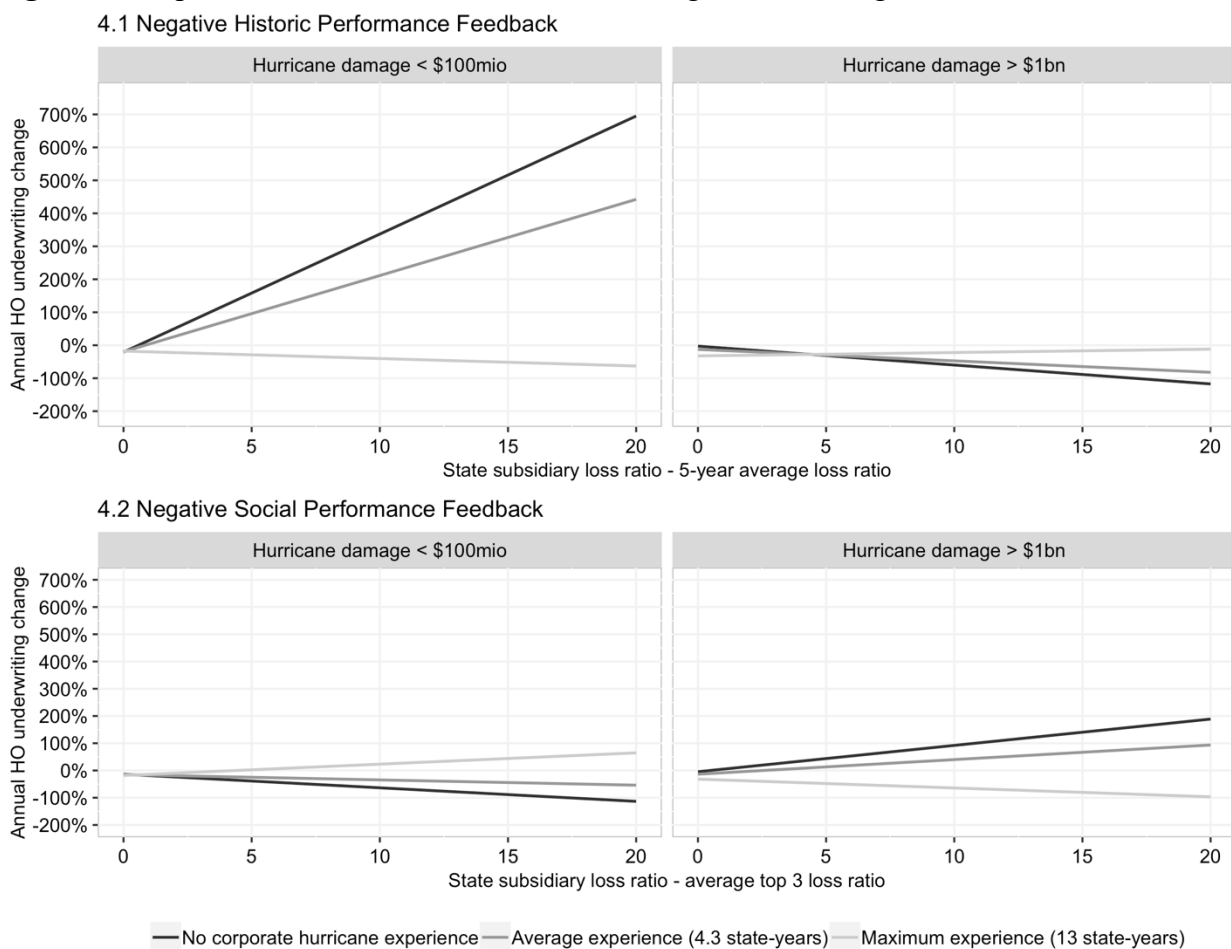 4.1 Negative Historic Performance Feedback
Hurricane damage < $100mio
Hurricane damage > $1bn
Annual HO underwriting change
700%
600%
500%
400%
300%
200%
100%
0%
-100%
-200%
0 5 10 15 20
0 5 10 15 20
State subsidiary loss ratio - 5-year average loss ratio
4.2 Negative Social Performance Feedback
Hurricane damage < $100mio
Hurricane damage > $1bn
Annual HO underwriting change
700%
600%
500%
400%
300%
200%
100%
0%
-100%
-200%
0 5 10 15 20
0 5 10 15 20
State subsidiary loss ratio - average top 3 loss ratio
No corporate hurricane experience Average experience (4.3 state-years) Maximum experience (13 state-years)